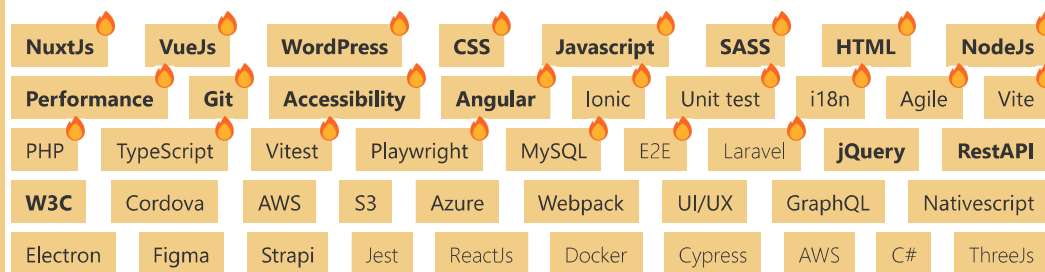 NuxtJs VueJs WordPress CSS Javascript SASS HTML NodeJs
Performance Git Accessibility Angular Ionic Unit test i18n Agile Vite
PHP TypeScript Vitest Playwright MySQL E2E Laravel jQuery RestAPI
W3C Cordova AWS S3 Azure Webpack UI/UX GraphQL Nativescript
Electron Figma Strapi Jest ReactJs Docker Cypress AWS C# ThreeJs